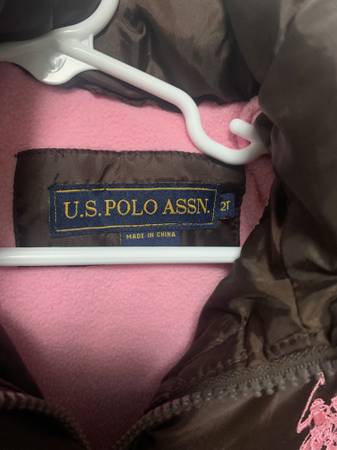 U.S. POLO ASSN. 2T
MADE IN CHINA